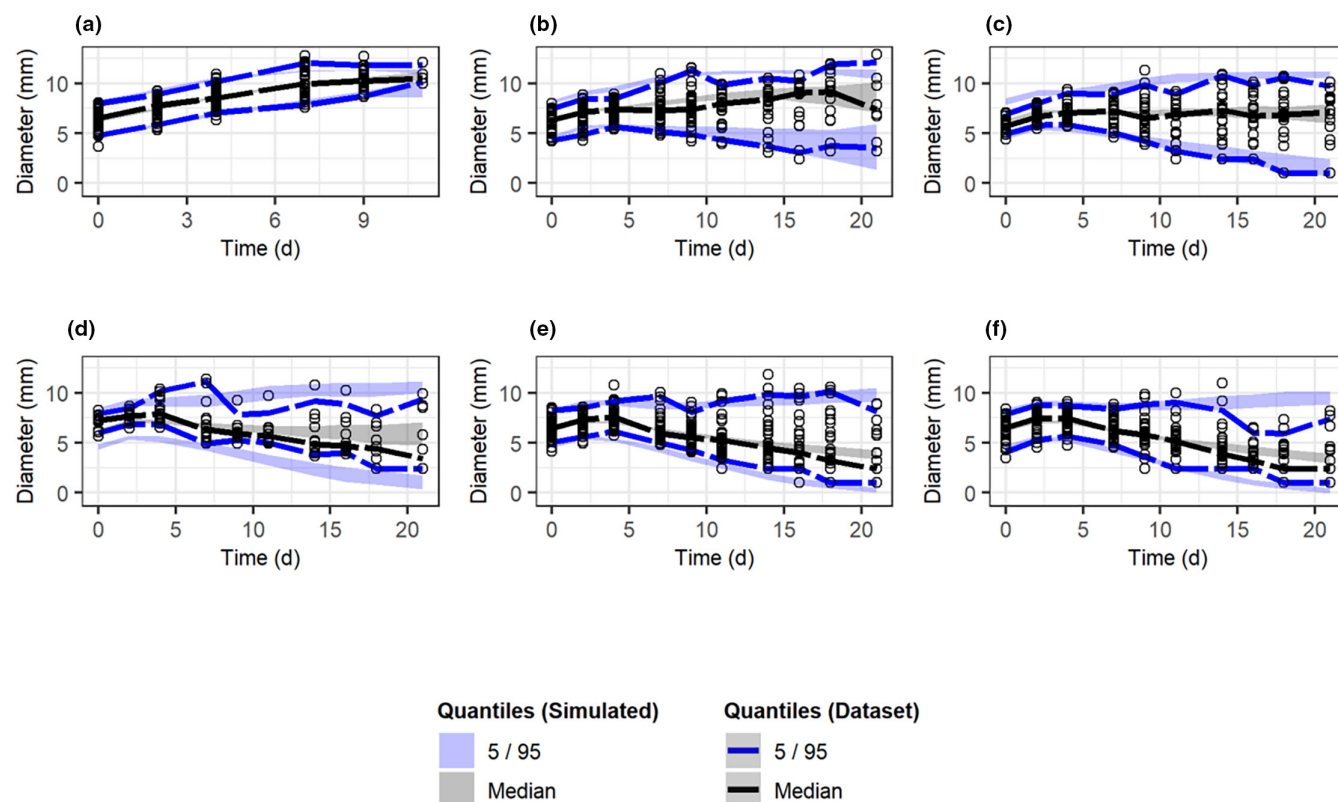 (a)
Diameter (mm)
10
5
0
0 3 6 9
Time (d)
(b)
Diameter (mm)
10
5
0
0 5 10 15 20
Time (d)
(c)
Diameter (mm)
10
5
0
0 5 10 15 20
Time (d)
(d)
Diameter (mm)
10
5
0
0 5 10 15 20
Time (d)
(e)
Diameter (mm)
10
5
0
0 5 10 15 20
Time (d)
(f)
Diameter (mm)
10
5
0
0 5 10 15 20
Time (d)
Quantiles (Simulated)
5 / 95
Median
Quantiles (Dataset)
5 / 95
Median